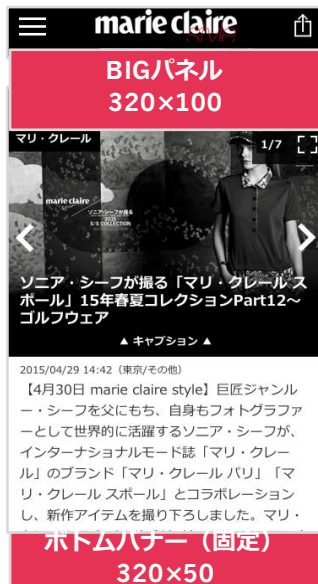 marie claire
BIGパネル
320×100
マリ・クレール
1/7
marie claire
ソニア・シーフが撮る
2015
S/S COLLECTION
ソニア・シーフが撮る「マリ・クレール ス
ポール」15年春夏コレクションPart12～
ゴルフウェア
▲ キャプション ▲
2015/04/29 14:42（東京/その他）
【4月30日 marie claire style】巨匠ジャンル
ー・シーフを父にもち、自身もフォトグラファ
ーとして世界的に活躍するソニア・シーフが、
インターナショナルモード誌「マリ・クレー
ル」のブランド「マリ・クレール パリ」「マ
リ・クレール スポール」とコラボレーション
し、新作アイテムを撮り下ろしました。マリ・
ボトムバナー（固定）
320×50